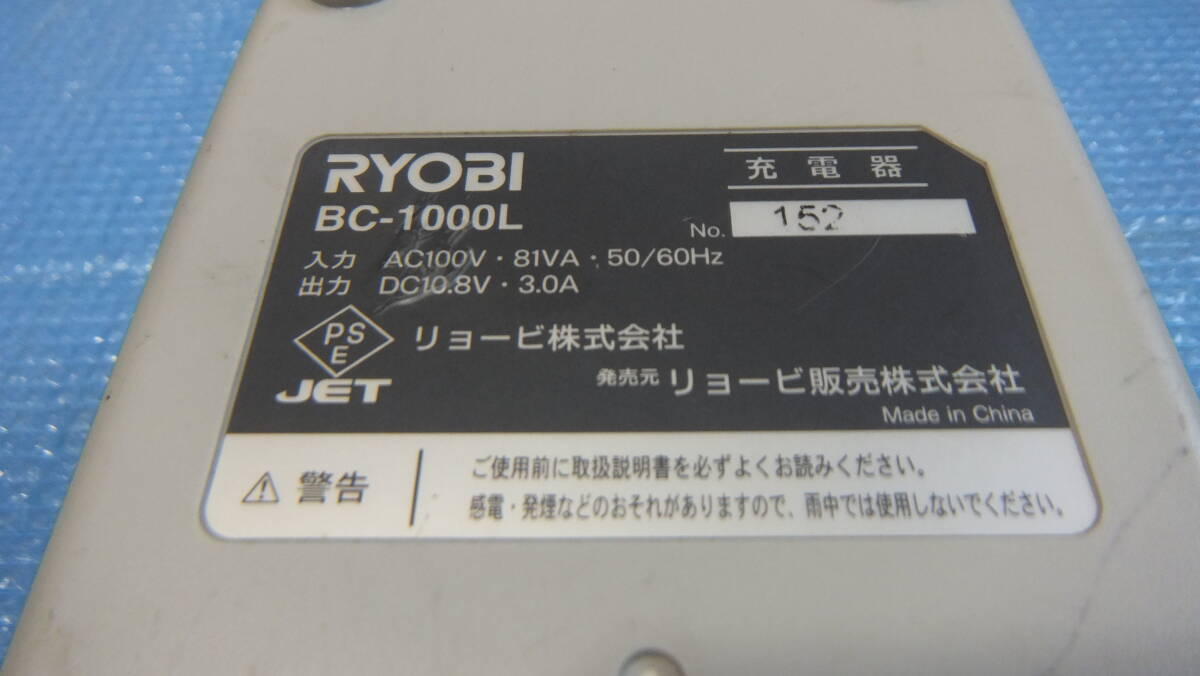 RYOBI
充電器
BC-1000L
No. 152
入力 AC100V・81VA・50/60Hz
出力 DC10.8V・3.0A
PS
E
リョービ株式会社
JET
発売元 リョービ販売株式会社
Made in China
警告
ご使用前に取扱説明書を必ずよくお読みください。
感電・発煙などのおそれがありますので、雨中では使用しないでください。